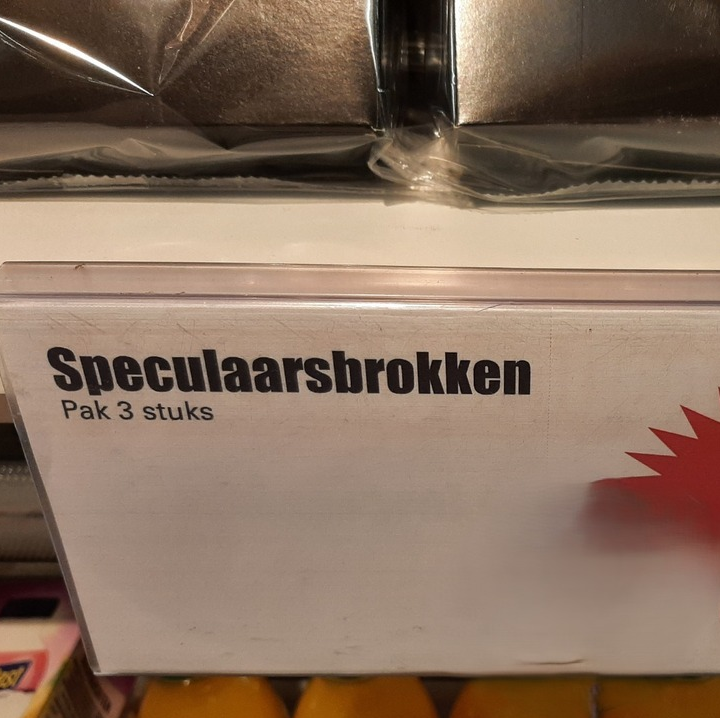 Speculaarsbrokken
Pak 3 stuks